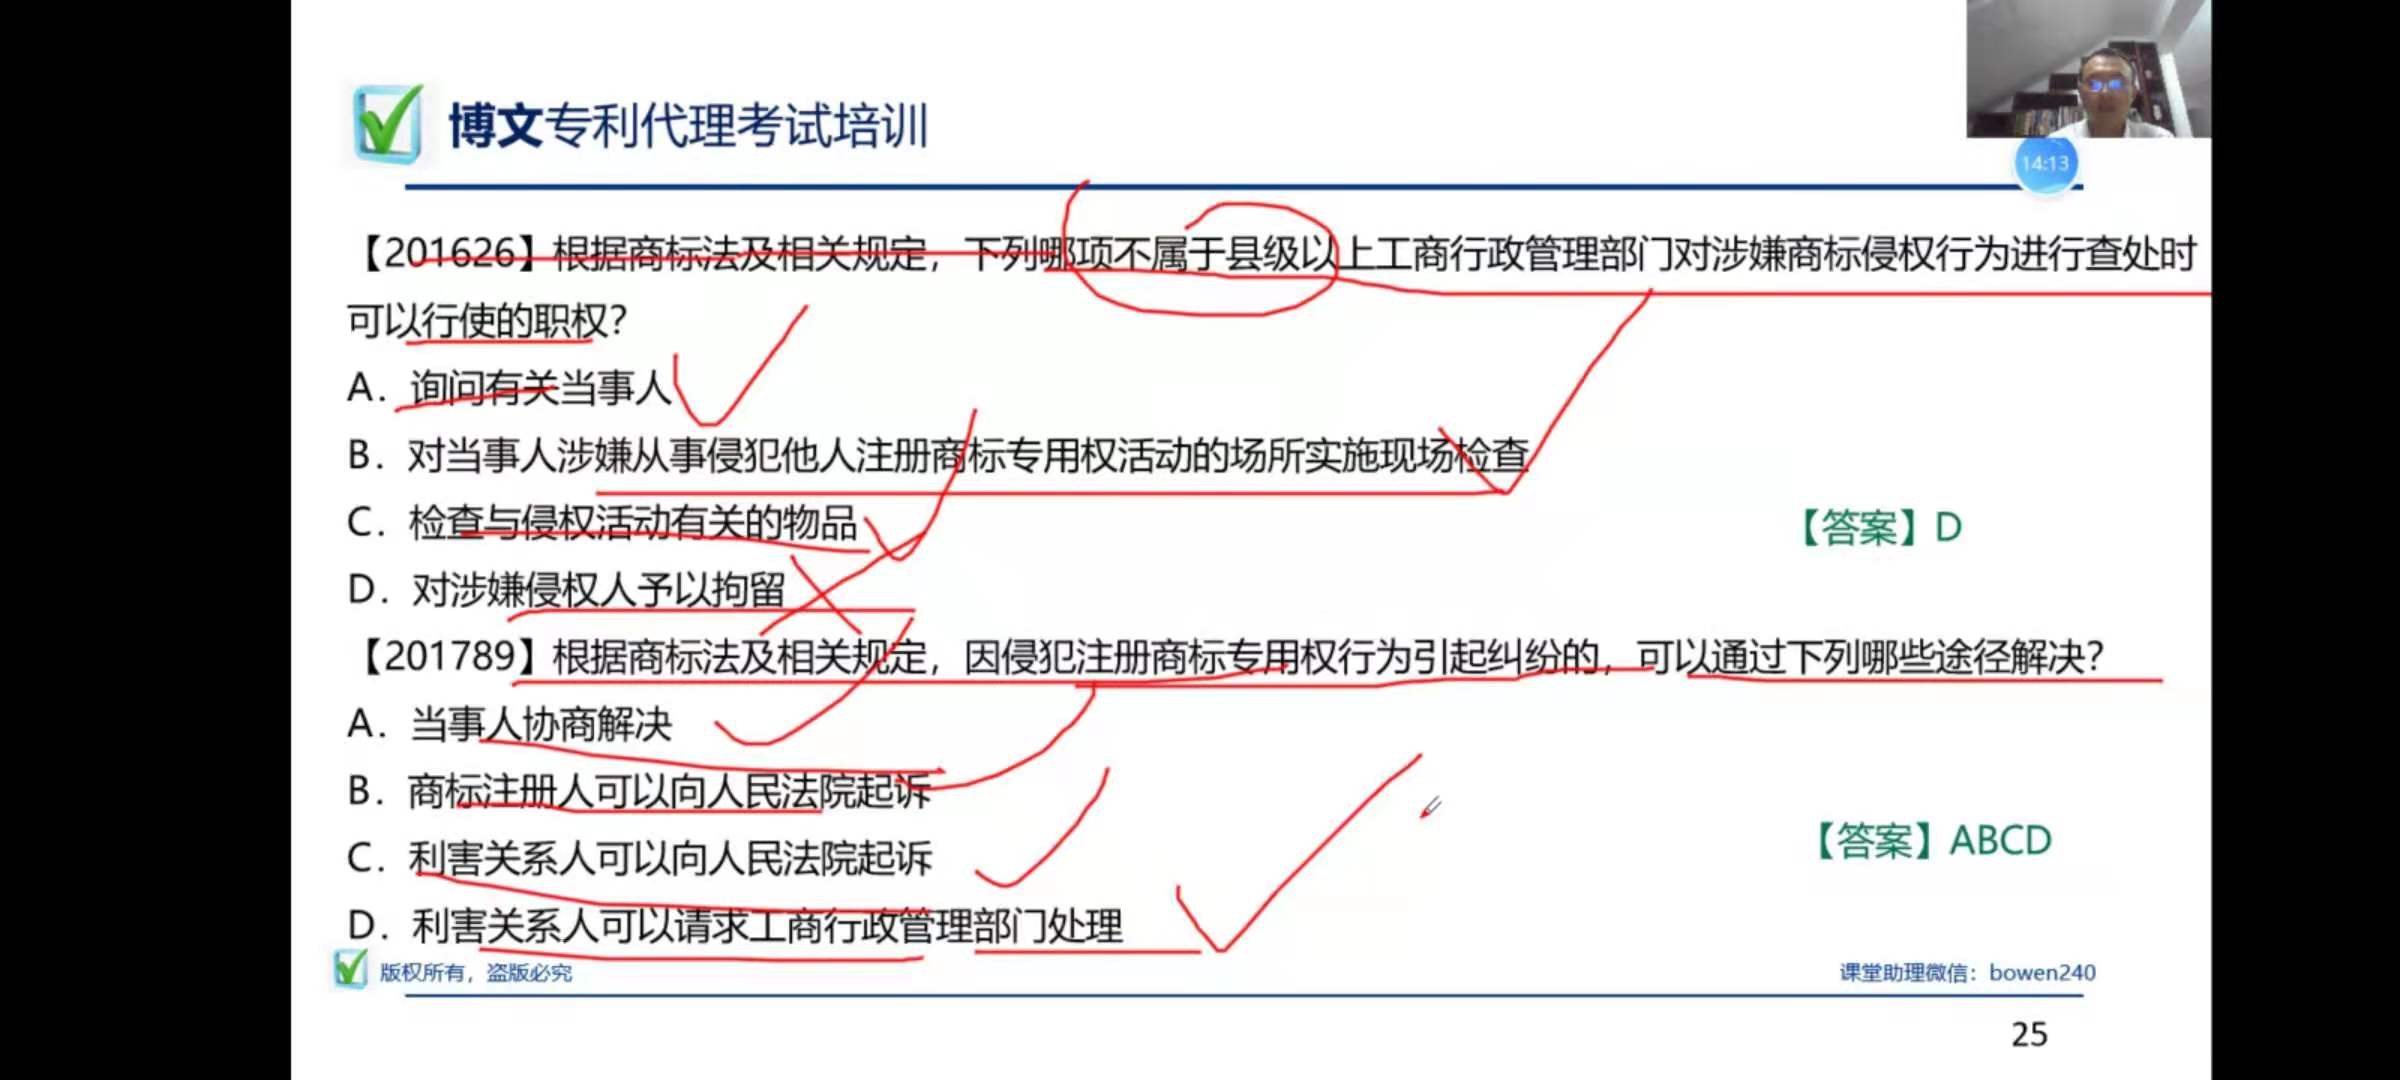 博文专利代理考试培训
14:13
【201626】根据商标法及相关规定，下列哪项不属于县级以上工商行政管理部门对涉嫌商标侵权行为进行查处时
可以行使的职权？
A．询问有关当事人
B．对当事人涉嫌从事侵犯他人注册商标专用权活动的场所实施现场检查
C．检查与侵权活动有关的物品
【答案】D
D．对涉嫌侵权人予以拘留
【201789】根据商标法及相关规定，因侵犯注册商标专用权行为引起纠纷的，可以通过下列哪些途径解决？
A．当事人协商解决
B．商标注册人可以向人民法院起诉
【答案】ABCD
C．利害关系人可以向人民法院起诉
D．利害关系人可以请求工商行政管理部门处理
版权所有，盗版必究
课堂助理微信：bowen240
25